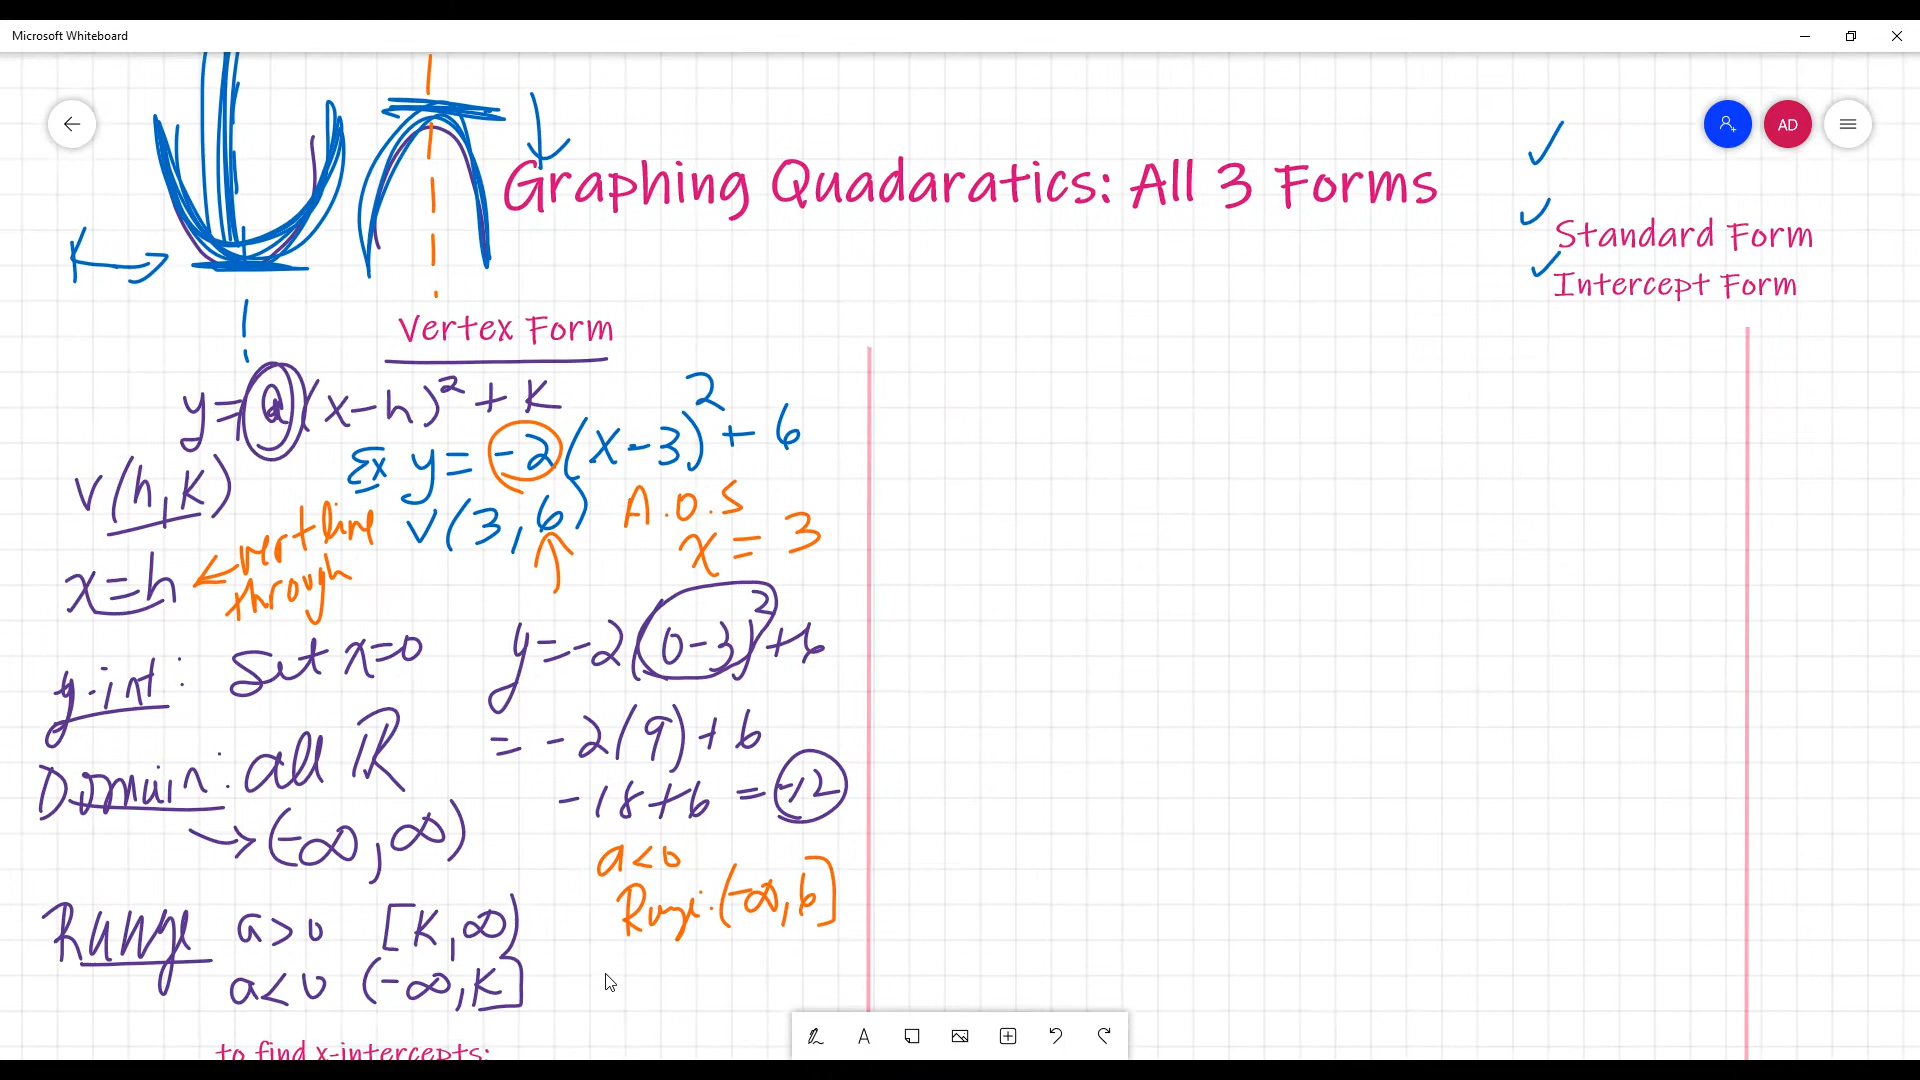 Microsoft Whiteboard
AD
Graphing Quadaratics: All 3 Forms
Standard Form
Intercept Form
K
Vertex Form
y=a(x-h)²+K
Ex y=-2(x-3)²+6
V(h,K)
V(3,6) A.O.S
x=3
x=h
vert line
through
y-int: Set x=0
y=-2(0-3)²+6
=-2(9)+6
-18+6=-12
Domain: all ℝ
→(-∞,∞)
a<0
Range:(-∞,6]
Range a>0 [K,∞)
a<0 (-∞,K]
to find x-intercepts: